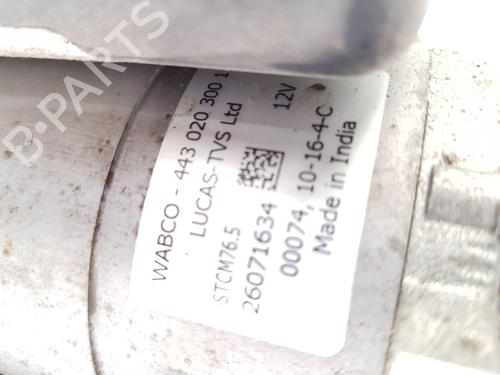 B-PARTS
WABCO - 443 020 300 1
LUCAS-TVS Ltd
STCM76.5 12V
26071634
00074, 10-16-4-C
Made in India